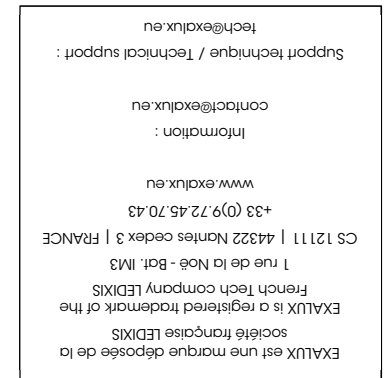 EXALUX est une marque déposée de la
société française LEDIXIS
EXALUX is a registered trademark of the
French Tech company LEDIXIS
1 rue de la Noë - Bat. IM3
CS 12111 | 44322 Nantes cedex 3 | FRANCE
+33 (0)9.72.45.70.43
www.exalux.eu
Information :
contact@exalux.eu
Support technique / Technical support :
tech@exalux.eu